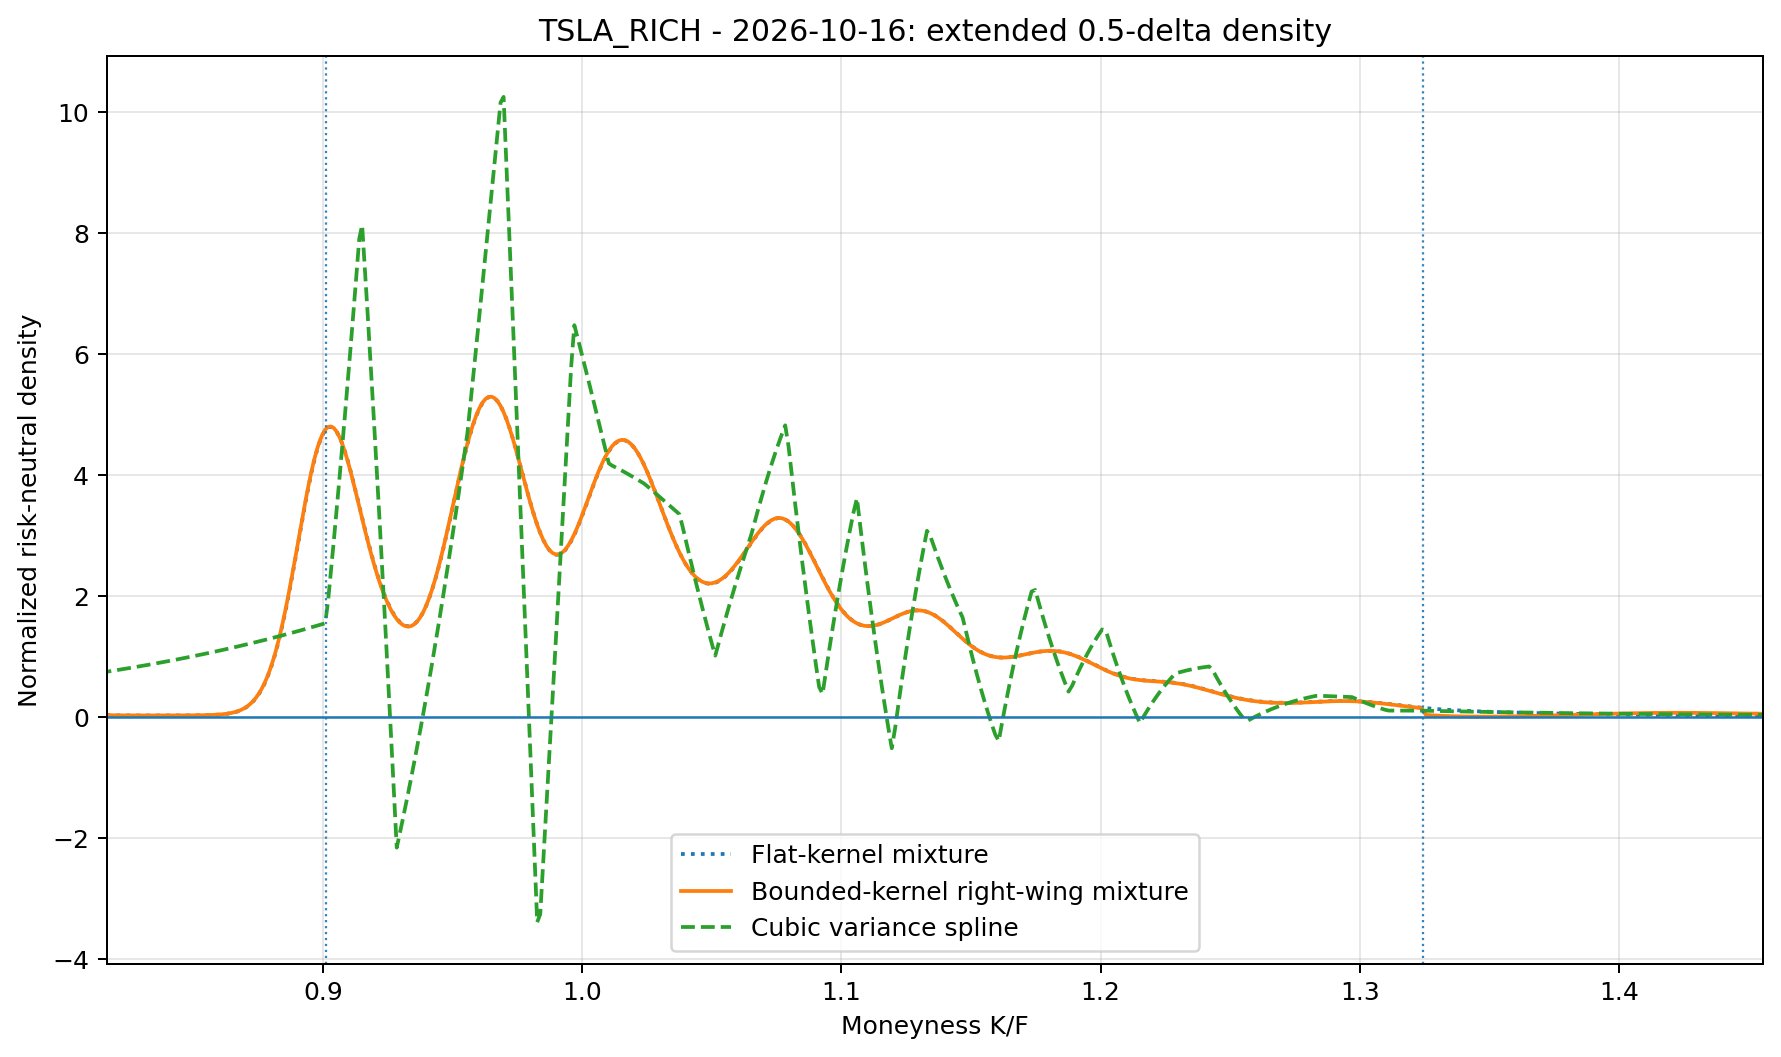 TSLA_RICH - 2026-10-16: extended 0.5-delta density
Normalized risk-neutral density
10
8
6
4
2
0
−2
−4
Flat-kernel mixture
Bounded-kernel right-wing mixture
Cubic variance spline
0.9
1.0
1.1
1.2
1.3
1.4
Moneyness K/F